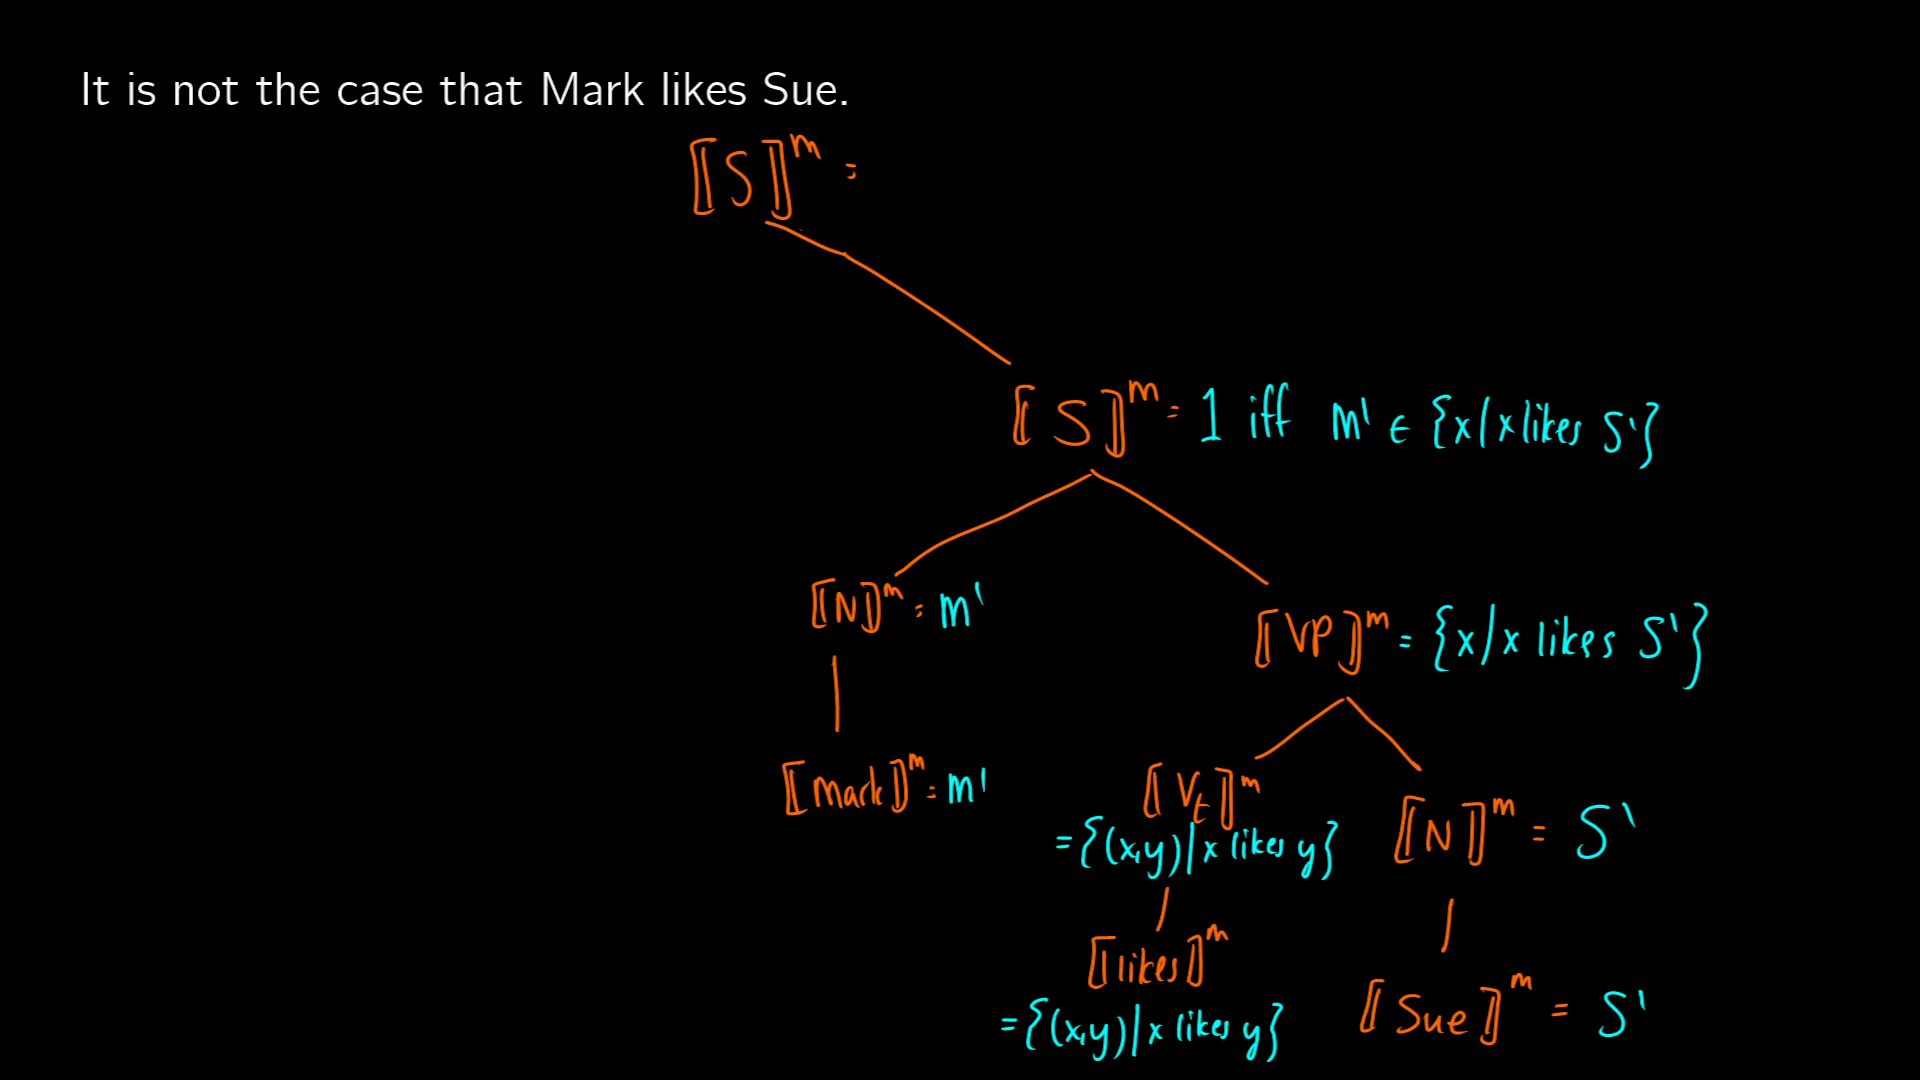 It is not the case that Mark likes Sue.
⟦S⟧ᵐ =
⟦S⟧ᵐ = 1 iff m' ∈ {x/x likes S'}
⟦N⟧ᵐ = m'
⟦VP⟧ᵐ = {x/x likes S'}
⟦Mark⟧ᵐ = m'
⟦Vₜ⟧ᵐ
= {(x,y)|x likes y}
⟦N⟧ᵐ = S'
⟦likes⟧ᵐ
= {(x,y)|x likes y}
⟦Sue⟧ᵐ = S'